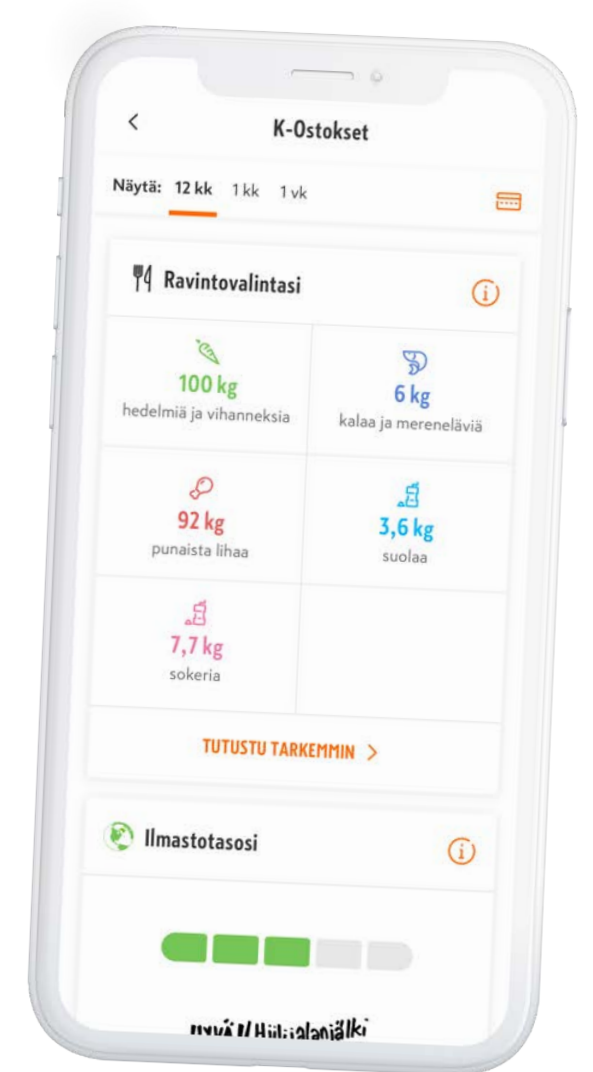 K-Ostokset
Näytä: 12 kk 1 kk 1 vk
Ravintovalintasi
100 kg
hedelmiä ja vihanneksia
6 kg
kalaa ja mereneläviä
92 kg
punaista lihaa
3,6 kg
suolaa
7,7 kg
sokeria
TUTUSTU TARKEMMIN
Ilmastotasosi